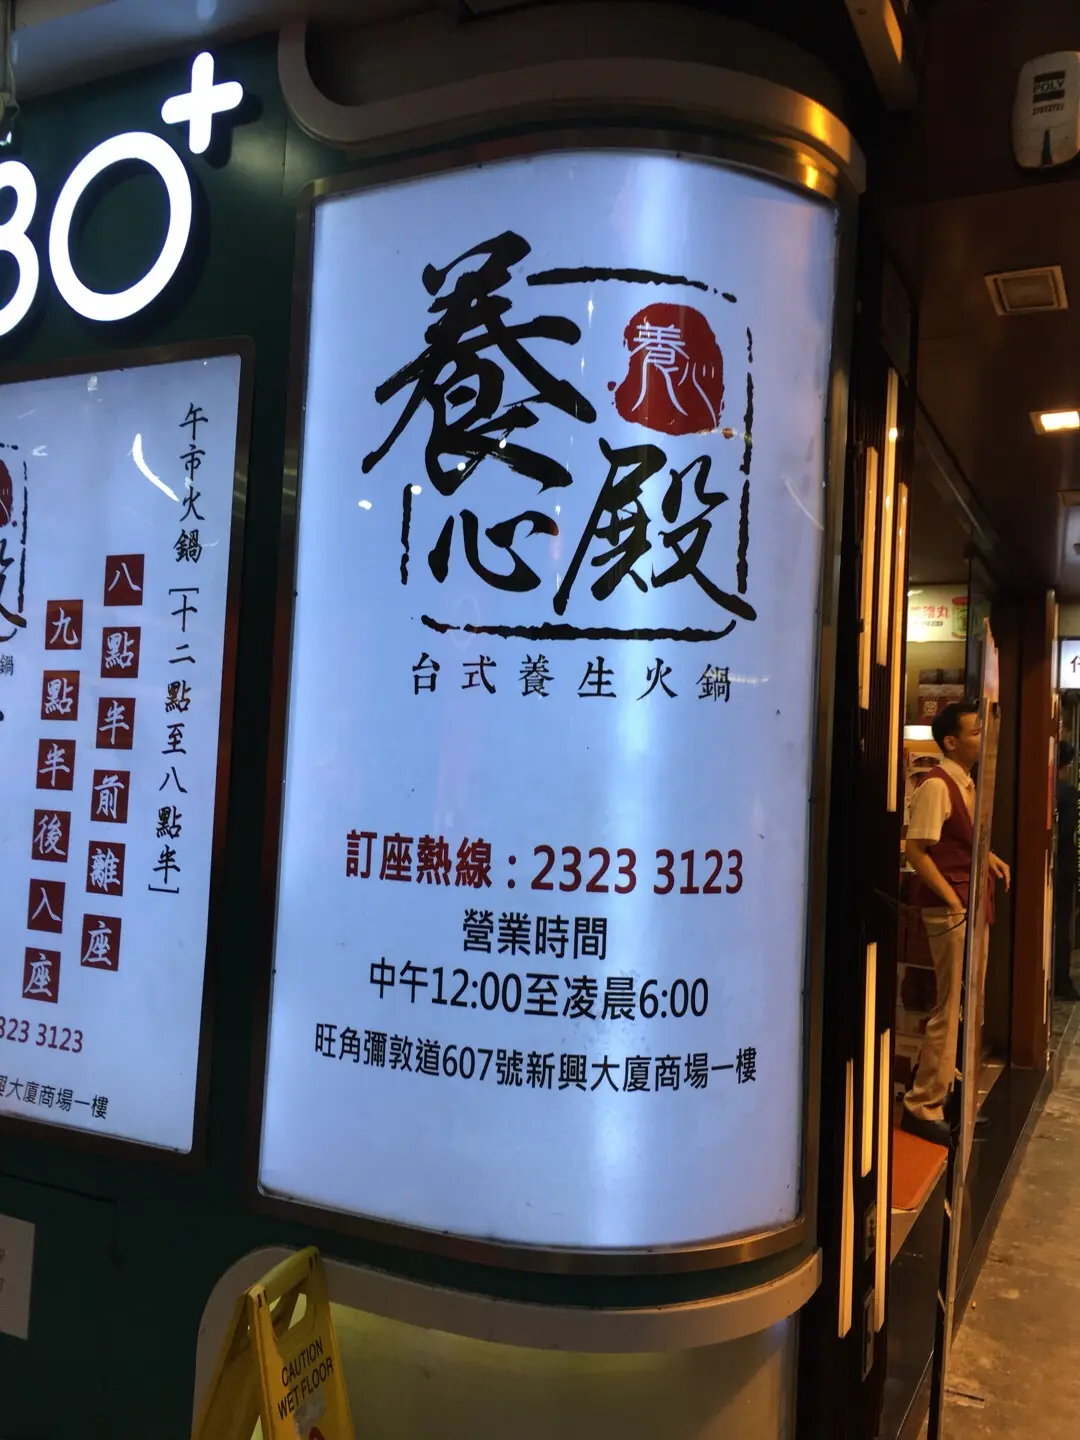 30+
午市火鍋[十二點至八點半]
八點半前離座
九點半後入座
323 3123
興大廈商場一樓
養心殿
養心
台式養生火鍋
訂座熱線：2323 3123
營業時間
中午12:00至凌晨6:00
旺角彌敦道607號新興大廈商場一樓
CAUTION
WET FLOOR
POLY